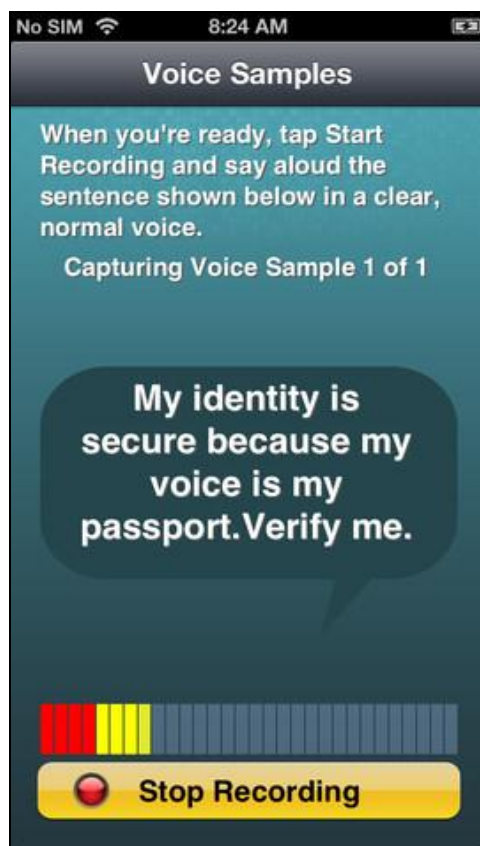 No SIM 8:24 AM
Voice Samples
When you're ready, tap Start
Recording and say aloud the
sentence shown below in a clear,
normal voice.
Capturing Voice Sample 1 of 1
My identity is
secure because my
voice is my
passport.Verify me.
Stop Recording